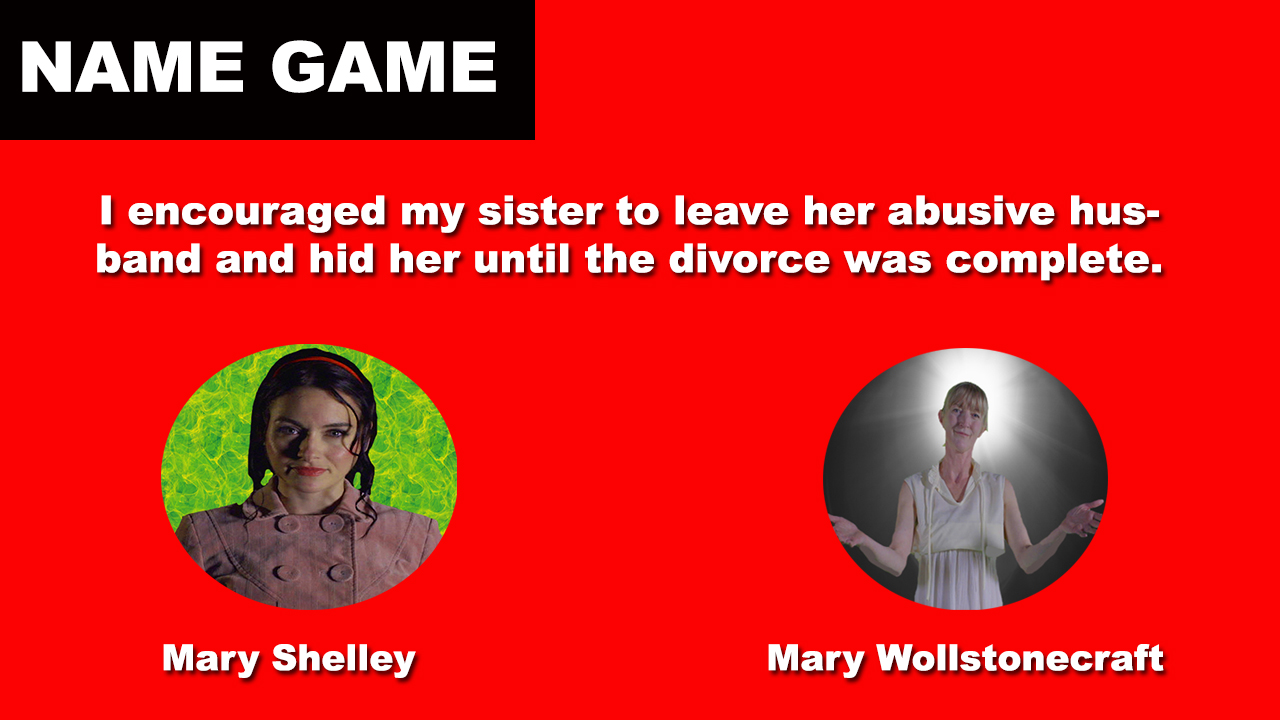 NAME GAME
I encouraged my sister to leave her abusive hus-
band and hid her until the divorce was complete.
Mary Shelley
Mary Wollstonecraft